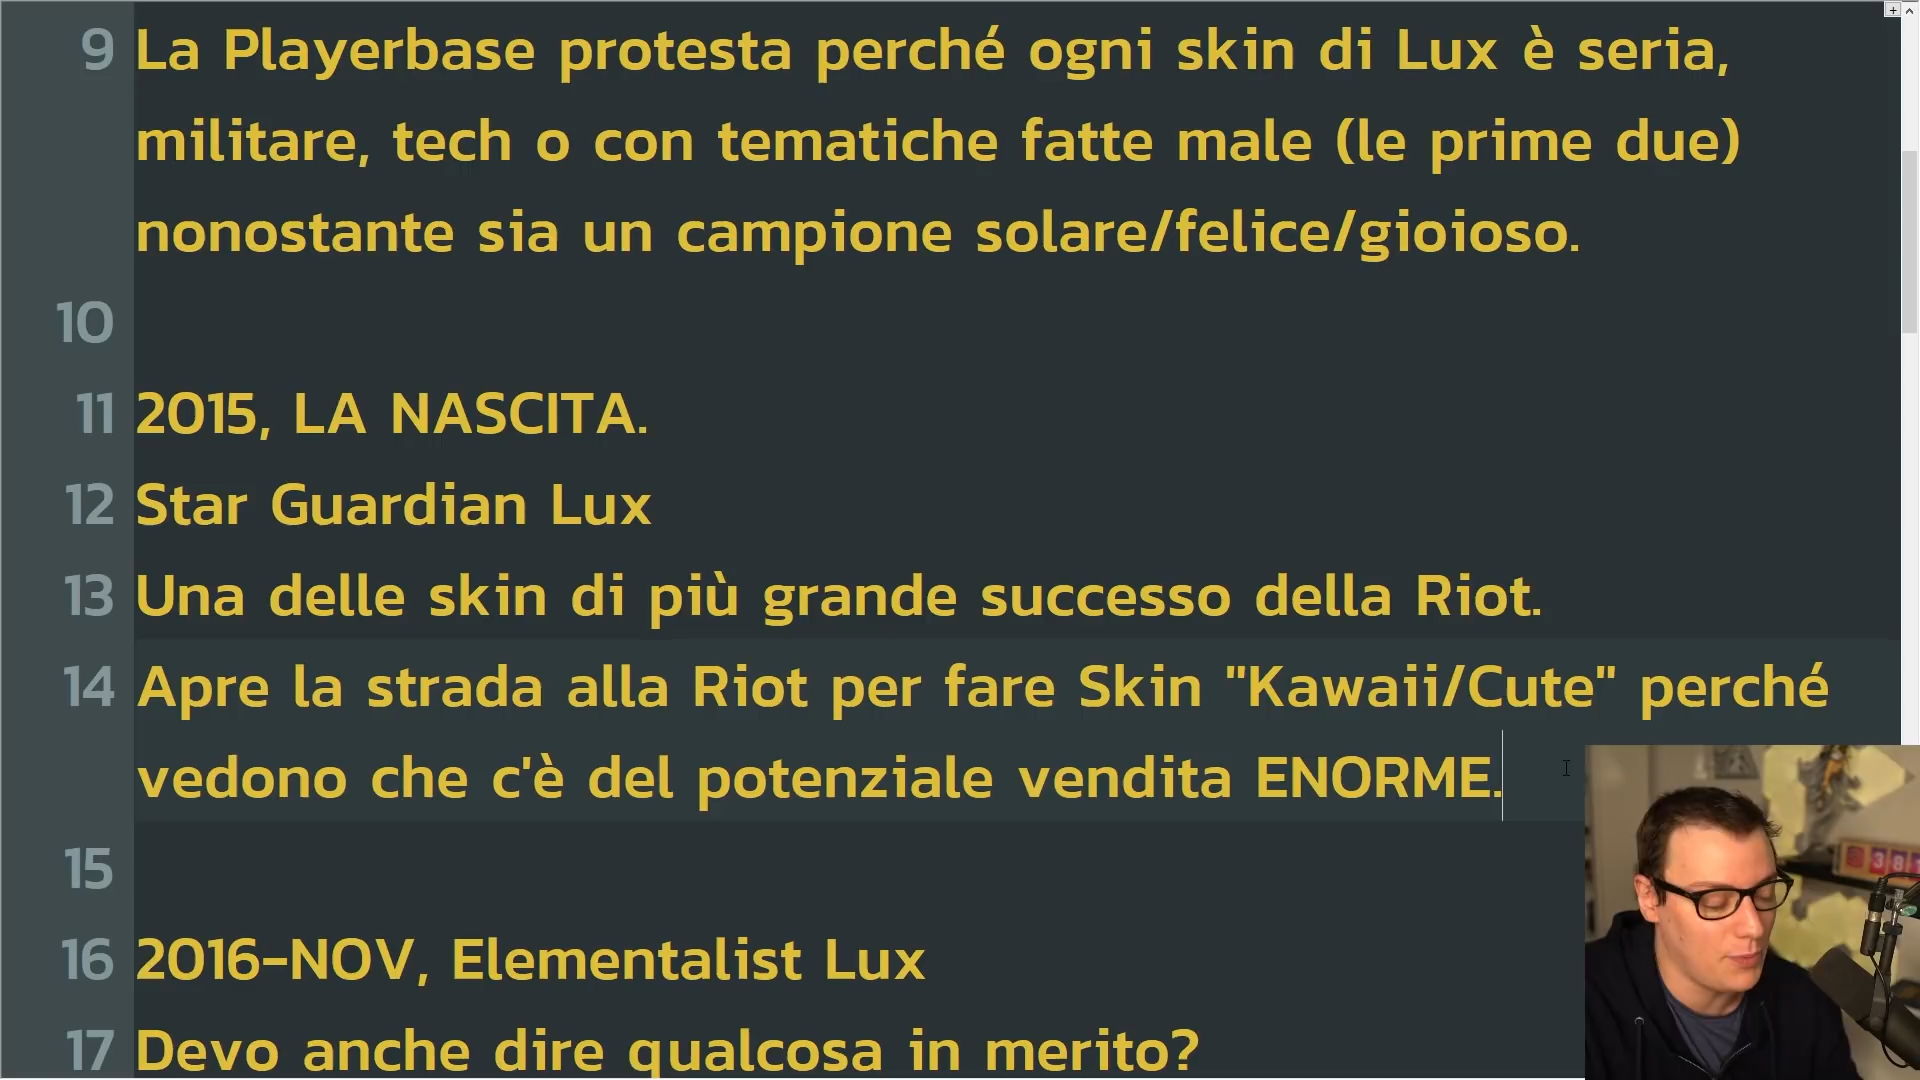 9 La Playerbase protesta perché ogni skin di Lux è seria,
militare, tech o con tematiche fatte male (le prime due)
nonostante sia un campione solare/felice/gioioso.
10
11 2015, LA NASCITA.
12 Star Guardian Lux
13 Una delle skin di più grande successo della Riot.
14 Apre la strada alla Riot per fare Skin "Kawaii/Cute" perché
vedono che c'è del potenziale vendita ENORME.
15
16 2016-NOV, Elementalist Lux
17 Devo anche dire qualcosa in merito?